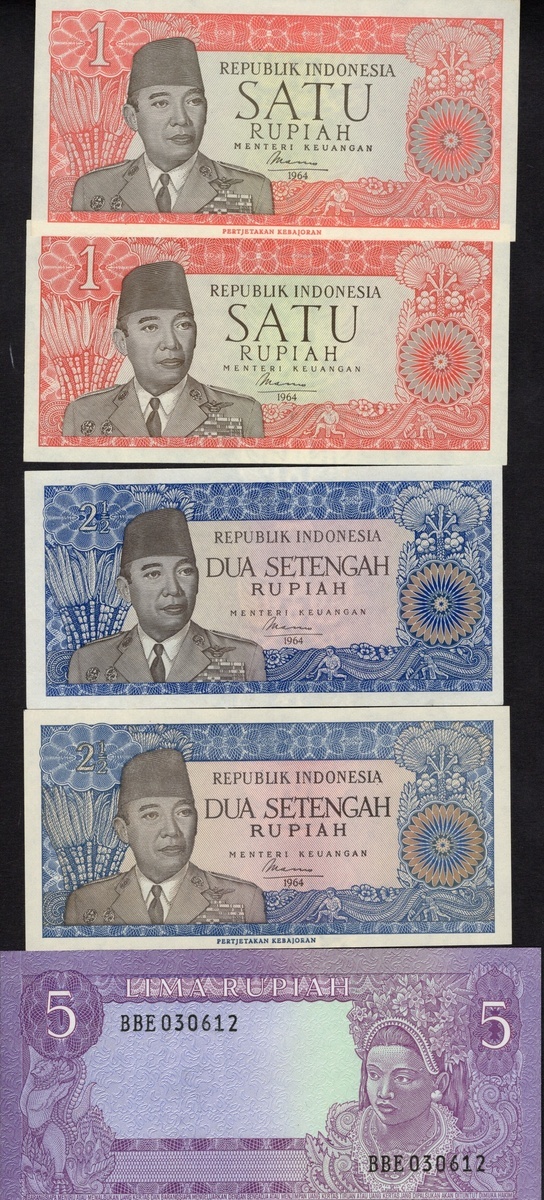 1
REPUBLIK INDONESIA
SATU
RUPIAH
MENTERI KEUANGAN
1964
PERTJETAKAN KEBAJORAN
1
REPUBLIK INDONESIA
SATU
RUPIAH
MENTERI KEUANGAN
1964
2½
REPUBLIK INDONESIA
DUA SETENGAH
RUPIAH
MENTERI KEUANGAN
1964
2½
REPUBLIK INDONESIA
DUA SETENGAH
RUPIAH
MENTERI KEUANGAN
1964
PERTJETAKAN KEBAJORAN
LIMA RUPIAH
5
BBE 030612
5
BBE 030612